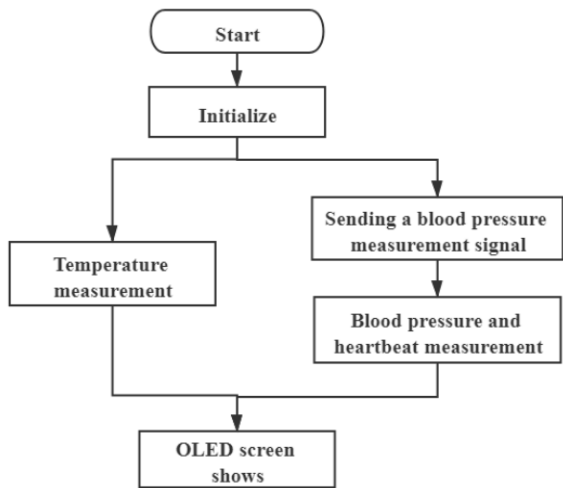 Start
Initialize
Temperature
measurement
Sending a blood pressure
measurement signal
Blood pressure and
heartbeat measurement
OLED screen
shows